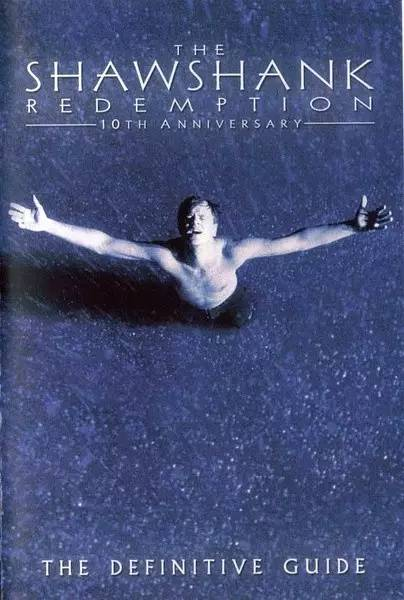 THE
SHAWSHANK
REDEMPTION
10TH ANNIVERSARY
THE DEFINITIVE GUIDE